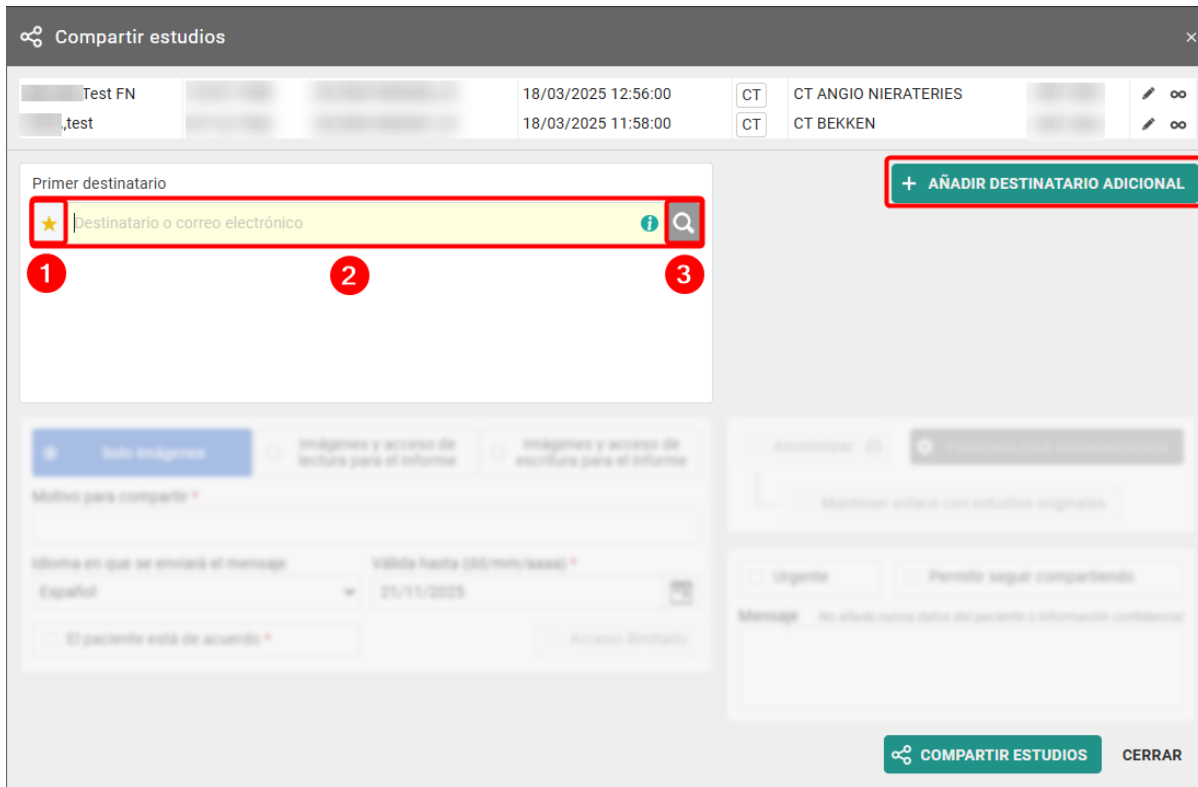 Compartir estudios
Test FN 18/03/2025 12:56:00 CT CT ANGIO NIERATERIES
,,test 18/03/2025 11:58:00 CT CT BEKKEN
Primer destinatario
+ AÑADIR DESTINATARIO ADICIONAL
Destinatario o correo electrónico
1 2 3
Solo imágenes
Imágenes y acceso de lectura para el informe
Imágenes y acceso de escritura para el informe
Anonimizar
Motivo para compartir *
Mantener enlace con estudios originales
Idioma en que se enviará el mensaje
Válida hasta (dd/mm/aaaa) *
Español
21/11/2025
Urgente
Permitir seguir compartiendo
El paciente está de acuerdo *
Acceso limitado
Mensaje No añada nunca datos del paciente o información confidencial
COMPARTIR ESTUDIOS
CERRAR